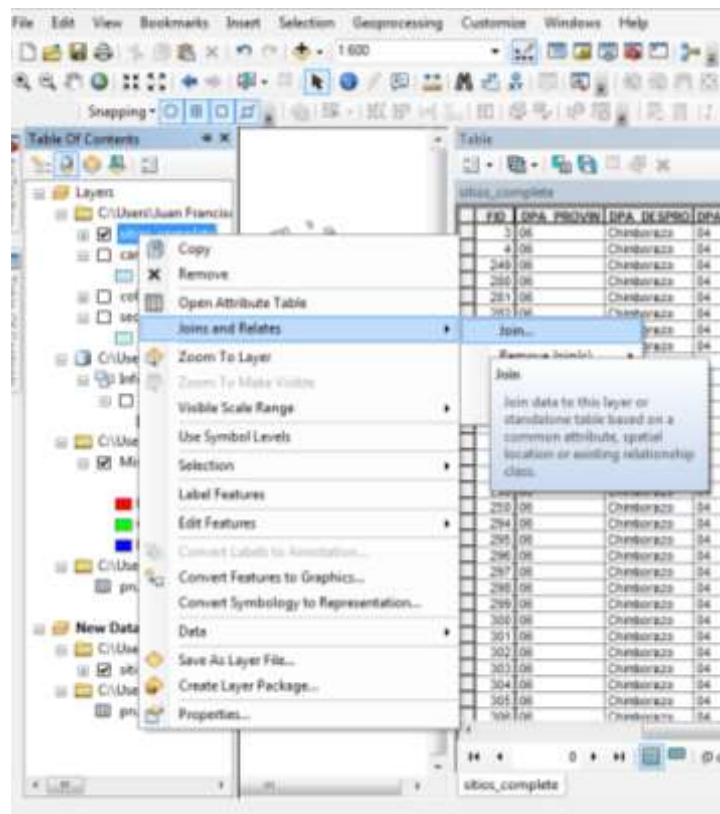 File Edit View Bookmarks Insert Selection Geoprocessing Customize Windows Help
1:600
Snapping
Table Of Contents
Layers
C:\Users\Juan Francis
New Data
Copy
Remove
Open Attribute Table
Joins and Relates
Zoom To Layer
Zoom To Make Visible
Visible Scale Range
Use Symbol Levels
Selection
Label Features
Edit Features
Convert Labels to Annotation...
Convert Features to Graphics...
Convert Symbology to Representation...
Data
Save As Layer File...
Create Layer Package...
Properties...
Join...
Remove Join(s)
Join
Join data to this layer or
standalone table based on a
common attribute, spatial
location or existing relationship
class.
Table
sitios_complete
FID DPA_PROVIN DPA_DESPRO DPA
3 06 Chimborazo 04
4 06 Chimborazo 04
249 06 Chimborazo 04
280 06 Chimborazo 04
281 06 Chimborazo 04
294 06 Chimborazo 04
295 06 Chimborazo 04
296 06 Chimborazo 04
297 06 Chimborazo 04
298 06 Chimborazo 04
299 06 Chimborazo 04
300 06 Chimborazo 04
301 06 Chimborazo 04
302 06 Chimborazo 04
303 06 Chimborazo 04
304 06 Chimborazo 04
305 06 Chimborazo 04
306 06 Chimborazo 04
0
sitios_complete